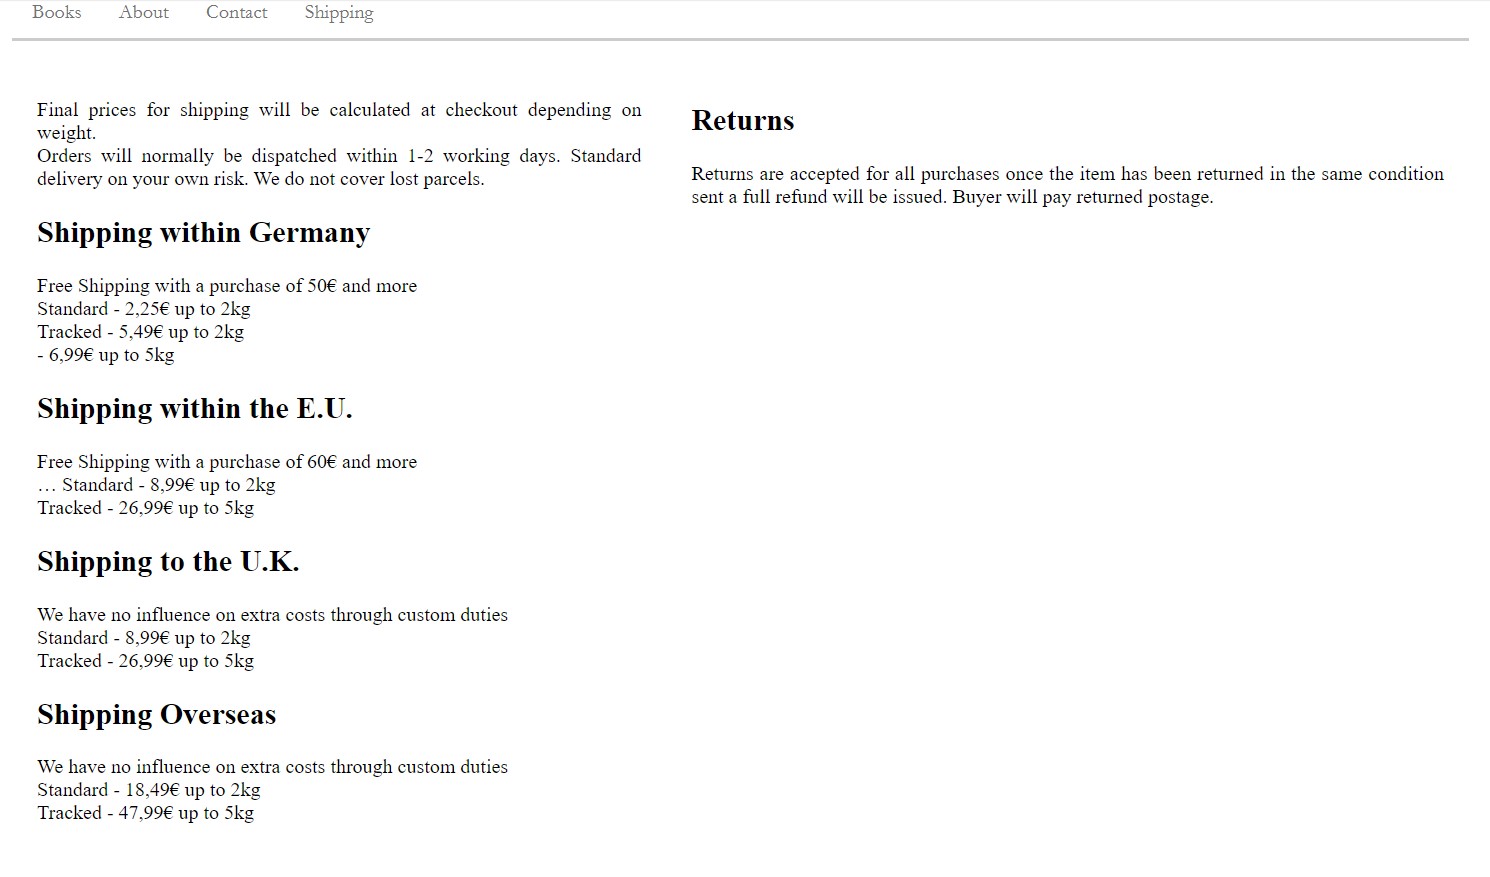 Books About Contact Shipping
Final prices for shipping will be calculated at checkout depending on
weight.
Orders will normally be dispatched within 1-2 working days. Standard
delivery on your own risk. We do not cover lost parcels.
Shipping within Germany
Free Shipping with a purchase of 50€ and more
Standard - 2,25€ up to 2kg
Tracked - 5,49€ up to 2kg
- 6,99€ up to 5kg
Shipping within the E.U.
Free Shipping with a purchase of 60€ and more
… Standard - 8,99€ up to 2kg
Tracked - 26,99€ up to 5kg
Shipping to the U.K.
We have no influence on extra costs through custom duties
Standard - 8,99€ up to 2kg
Tracked - 26,99€ up to 5kg
Shipping Overseas
We have no influence on extra costs through custom duties
Standard - 18,49€ up to 2kg
Tracked - 47,99€ up to 5kg
Returns
Returns are accepted for all purchases once the item has been returned in the same condition
sent a full refund will be issued. Buyer will pay returned postage.